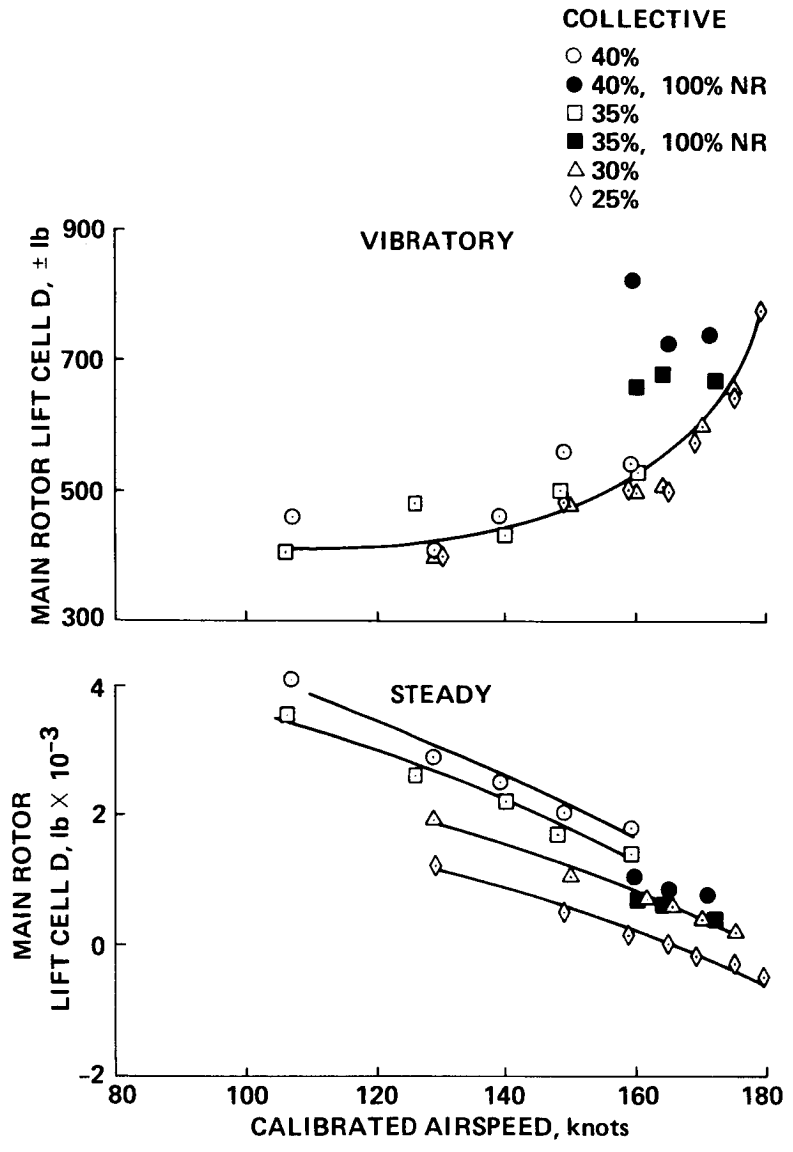 COLLECTIVE
40%
40%, 100% NR
35%
35%, 100% NR
30%
25%
VIBRATORY
MAIN ROTOR LIFT CELL D, ± lb
900
700
500
300
STEADY
MAIN ROTOR
LIFT CELL D, lb X 10⁻³
4
2
0
−2
80 100 120 140 160 180
CALIBRATED AIRSPEED, knots